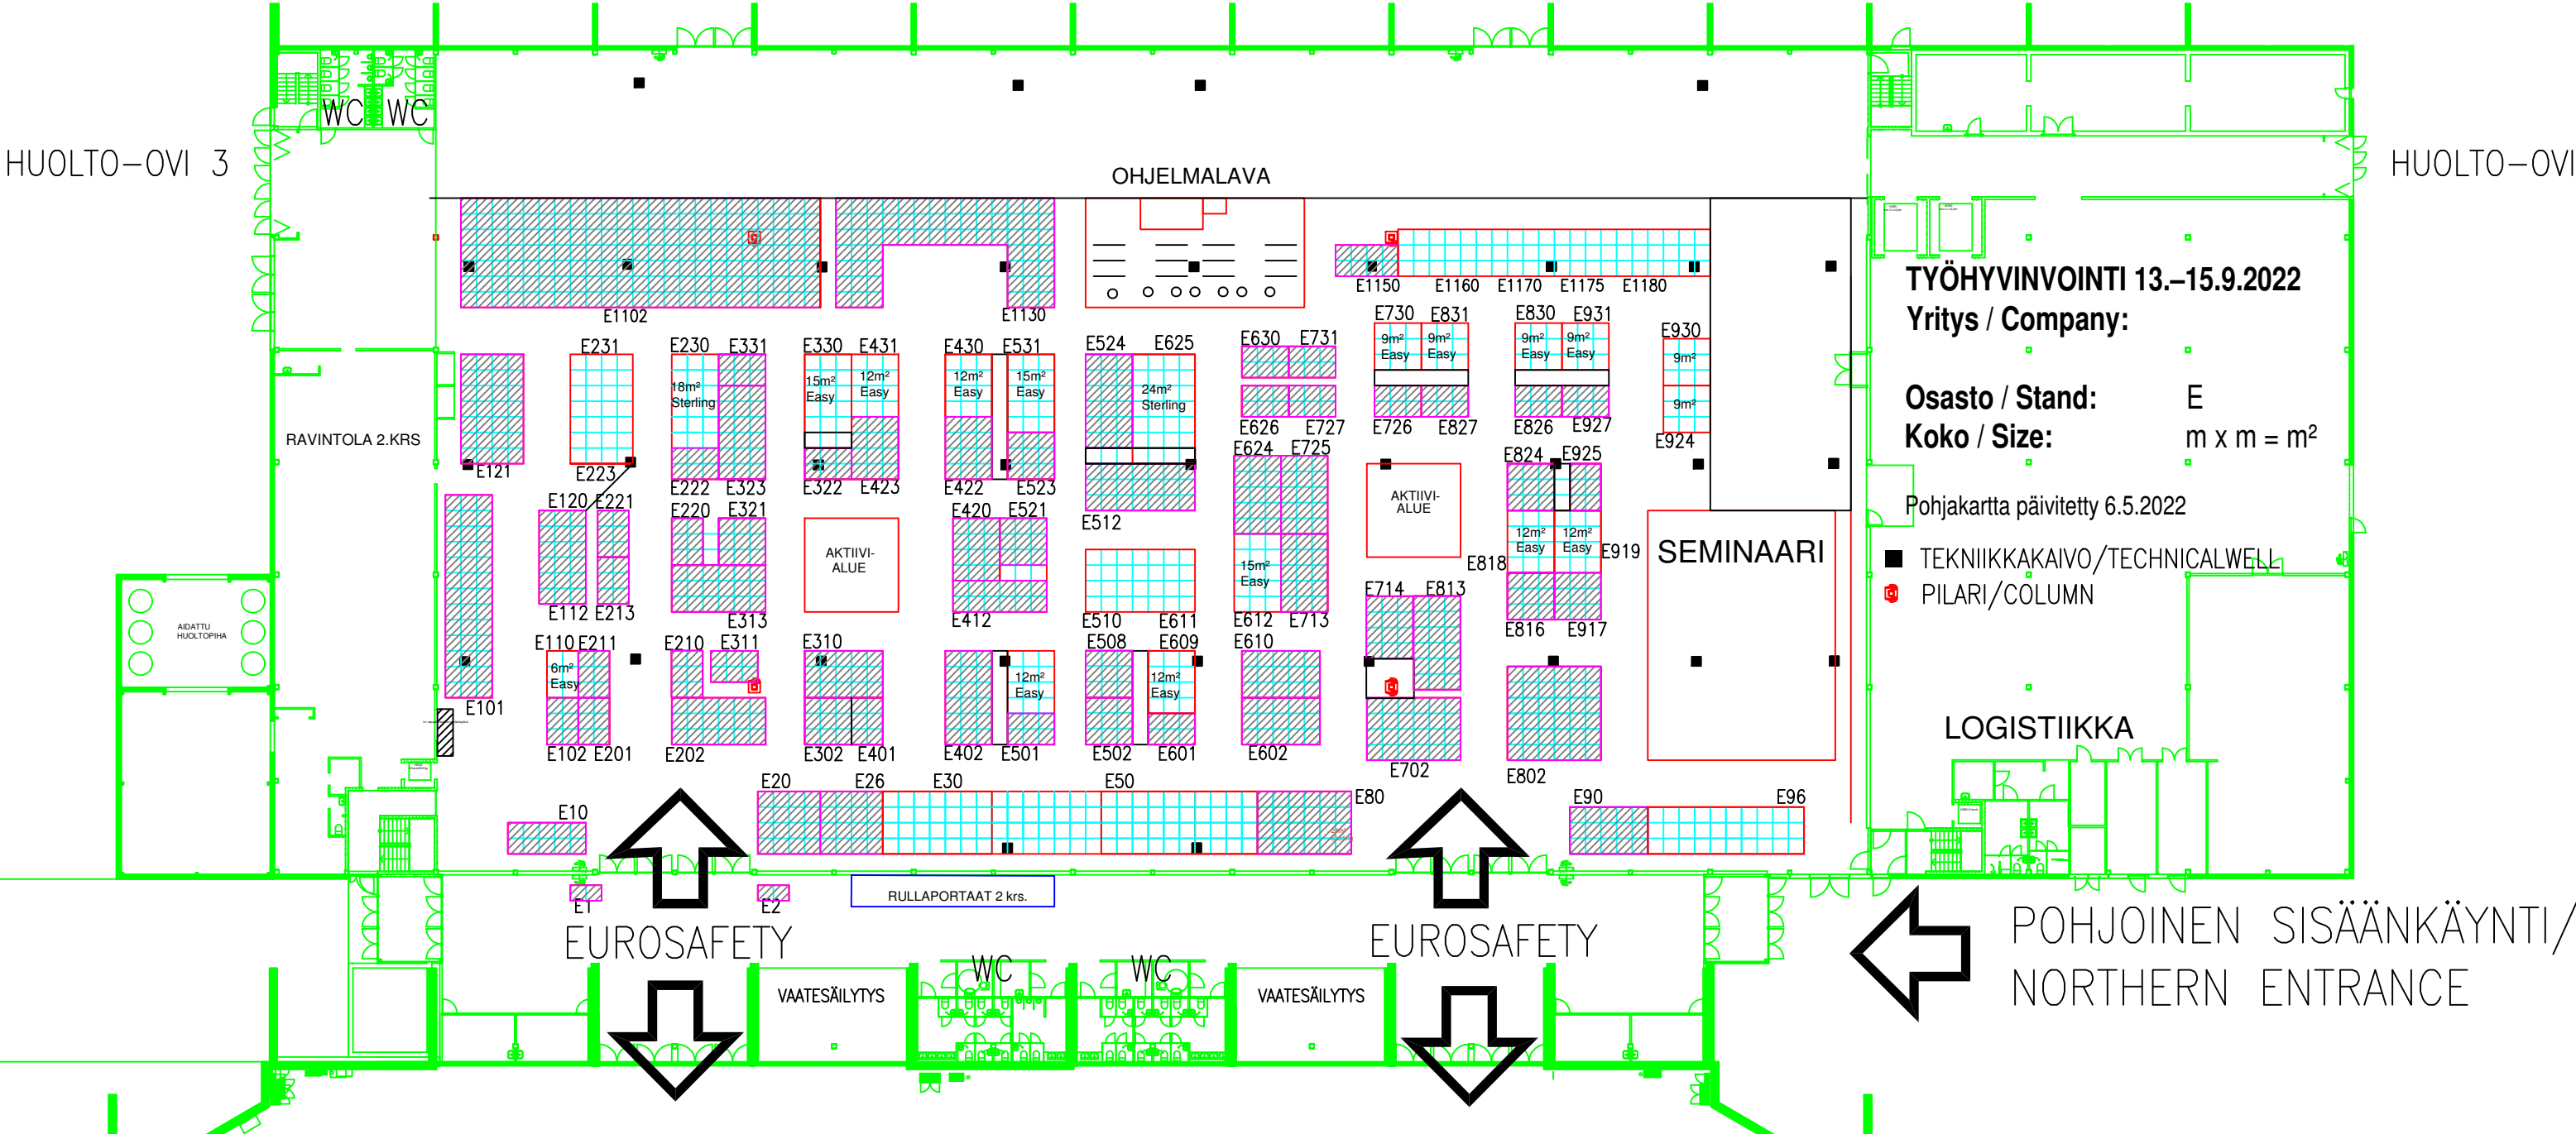 WC WC
HUOLTO-OVI 3
HUOLTO-OVI
OHJELMALAVA
TYÖHYVINVOINTI 13.–15.9.2022
Yritys / Company:
Osasto / Stand: E
Koko / Size: m x m = m²
Pohjakartta päivitetty 6.5.2022
TEKNIIKKAKAIVO/TECHNICALWELL
PILARI/COLUMN
E1102
E1130
E1150 E1160 E1170 E1175 E1180
E231 E230 E331 E330 E431 E430 E531 E524 E625 E630 E731 E730 E831 E830 E931 E930
18m²
Sterling
15m²
Easy
12m²
Easy
12m²
Easy
15m²
Easy
24m²
Sterling
9m²
Easy
9m²
Easy
9m²
Easy
9m²
Easy
9m²
9m²
RAVINTOLA 2.KRS
E626 E727 E726 E827 E826 E927 E924
E121 E223 E222 E323 E322 E423 E422 E523 E512 E624 E725 E824 E925
E120 E221 E220 E321 E420 E521
AKTIIVI-
ALUE
AKTIIVI-
ALUE
15m²
Easy
12m²
Easy
12m²
Easy
E818 E919
SEMINAARI
E112 E213 E313 E412 E510 E611 E612 E713 E714 E813 E816 E917
AIDATTU
HUOLTOPIHA
E110 E211 E210 E311 E310 E508 E609 E610
6m²
Easy
12m²
Easy
12m²
Easy
E101
E102 E201 E202 E302 E401 E402 E501 E502 E601 E602 E702 E802
LOGISTIIKKA
E10 E20 E26 E30 E50 E80 E90 E96
E1 E2
RULLAPORTAAT 2 krs.
EUROSAFETY
EUROSAFETY
POHJOINEN SISÄÄNKÄYNTI/
NORTHERN ENTRANCE
VAATESÄILYTYS
WC
WC
VAATESÄILYTYS